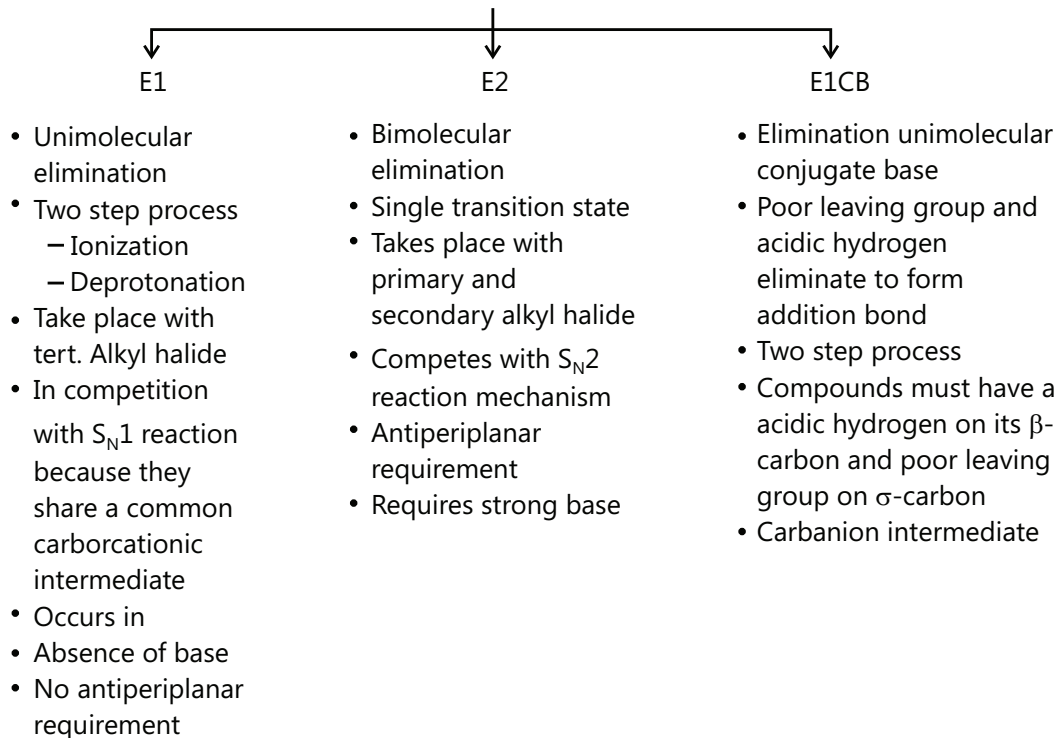 E1
• Unimolecular
elimination
• Two step process
– Ionization
– Deprotonation
• Take place with
tert. Alkyl halide
• In competition
with SN1 reaction
because they
share a common
carborcationic
intermediate
• Occurs in
• Absence of base
• No antiperiplanar
requirement
E2
• Bimolecular
elimination
• Single transition state
• Takes place with
primary and
secondary alkyl halide
• Competes with SN2
reaction mechanism
• Antiperiplanar
requirement
• Requires strong base
E1CB
• Elimination unimolecular
conjugate base
• Poor leaving group and
acidic hydrogen
eliminate to form
addition bond
• Two step process
• Compounds must have a
acidic hydrogen on its β-
carbon and poor leaving
group on σ-carbon
• Carbanion intermediate